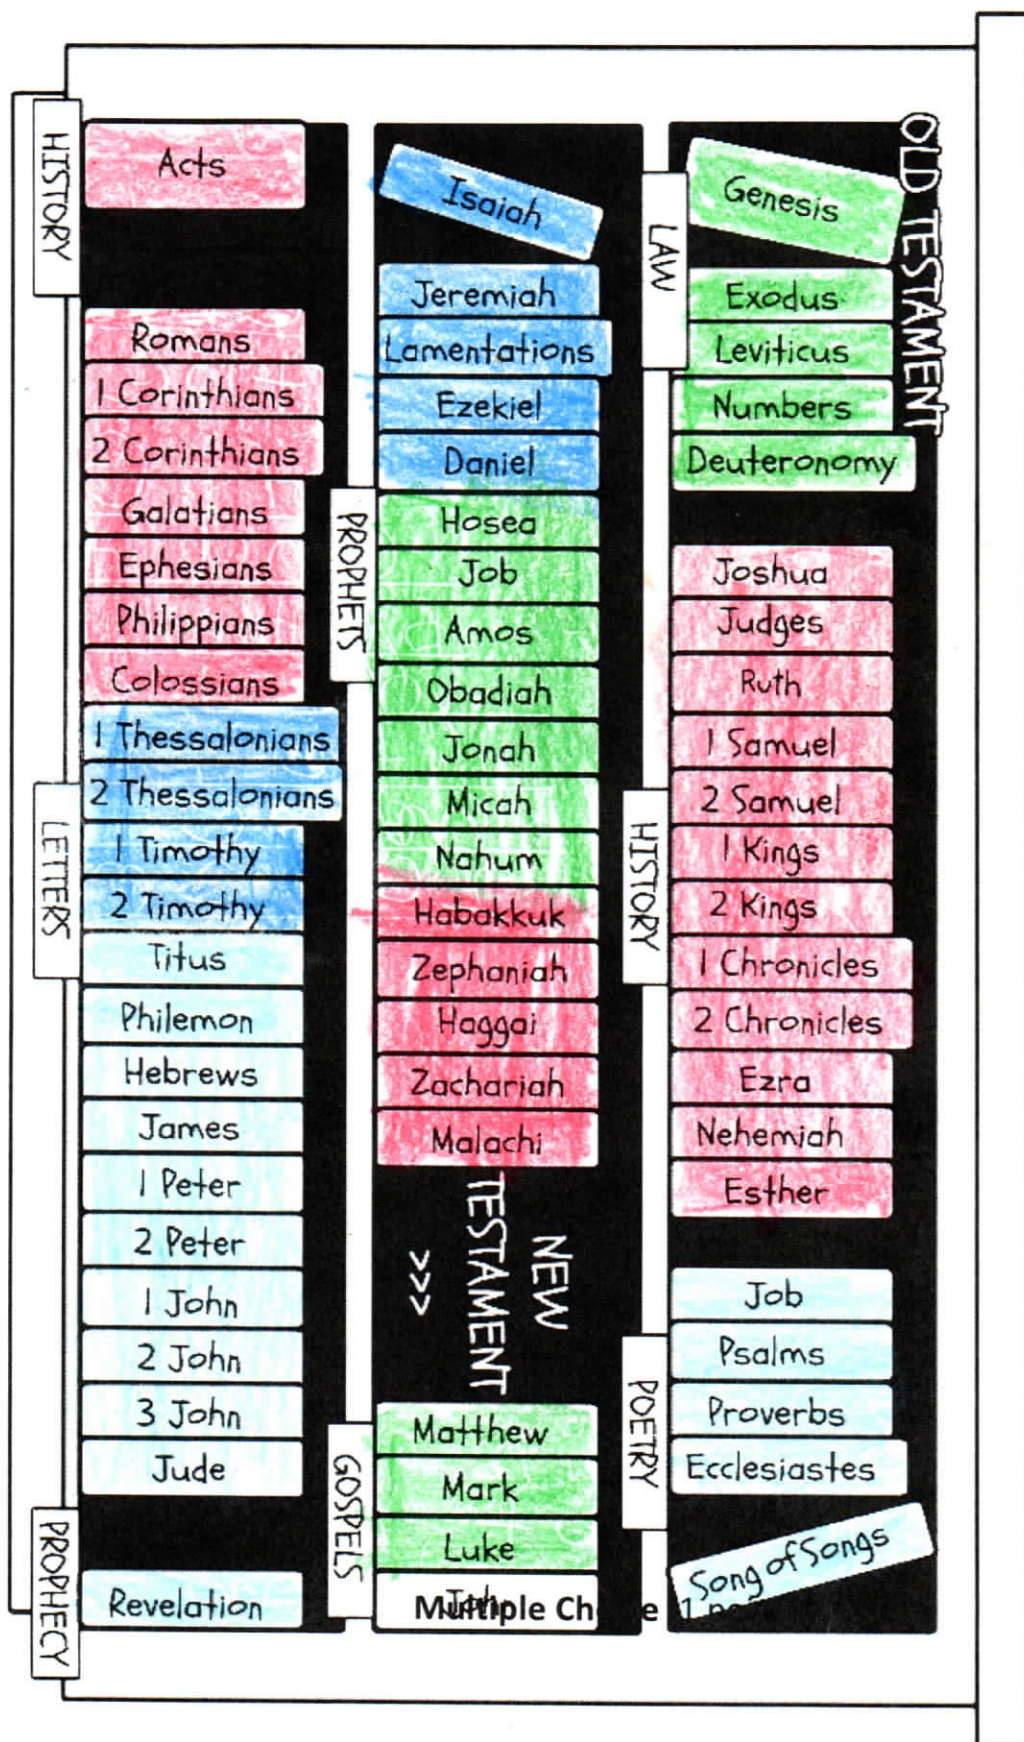 OLD TESTAMENT
LAW
Genesis
Exodus
Leviticus
Numbers
Deuteronomy
HISTORY
Joshua
Judges
Ruth
1 Samuel
2 Samuel
1 Kings
2 Kings
1 Chronicles
2 Chronicles
Ezra
Nehemiah
Esther
POETRY
Job
Psalms
Proverbs
Ecclesiastes
Song of Songs
PROPHETS
Isaiah
Jeremiah
Lamentations
Ezekiel
Daniel
Hosea
Job
Amos
Obadiah
Jonah
Micah
Nahum
Habakkuk
Zephaniah
Haggai
Zachariah
Malachi
NEW
TESTAMENT
>>>
GOSPELS
Matthew
Mark
Luke
John
Multiple
HISTORY
Acts
LETTERS
Romans
1 Corinthians
2 Corinthians
Galatians
Ephesians
Philippians
Colossians
1 Thessalonians
2 Thessalonians
1 Timothy
2 Timothy
Titus
Philemon
Hebrews
James
1 Peter
2 Peter
1 John
2 John
3 John
Jude
PROPHECY
Revelation